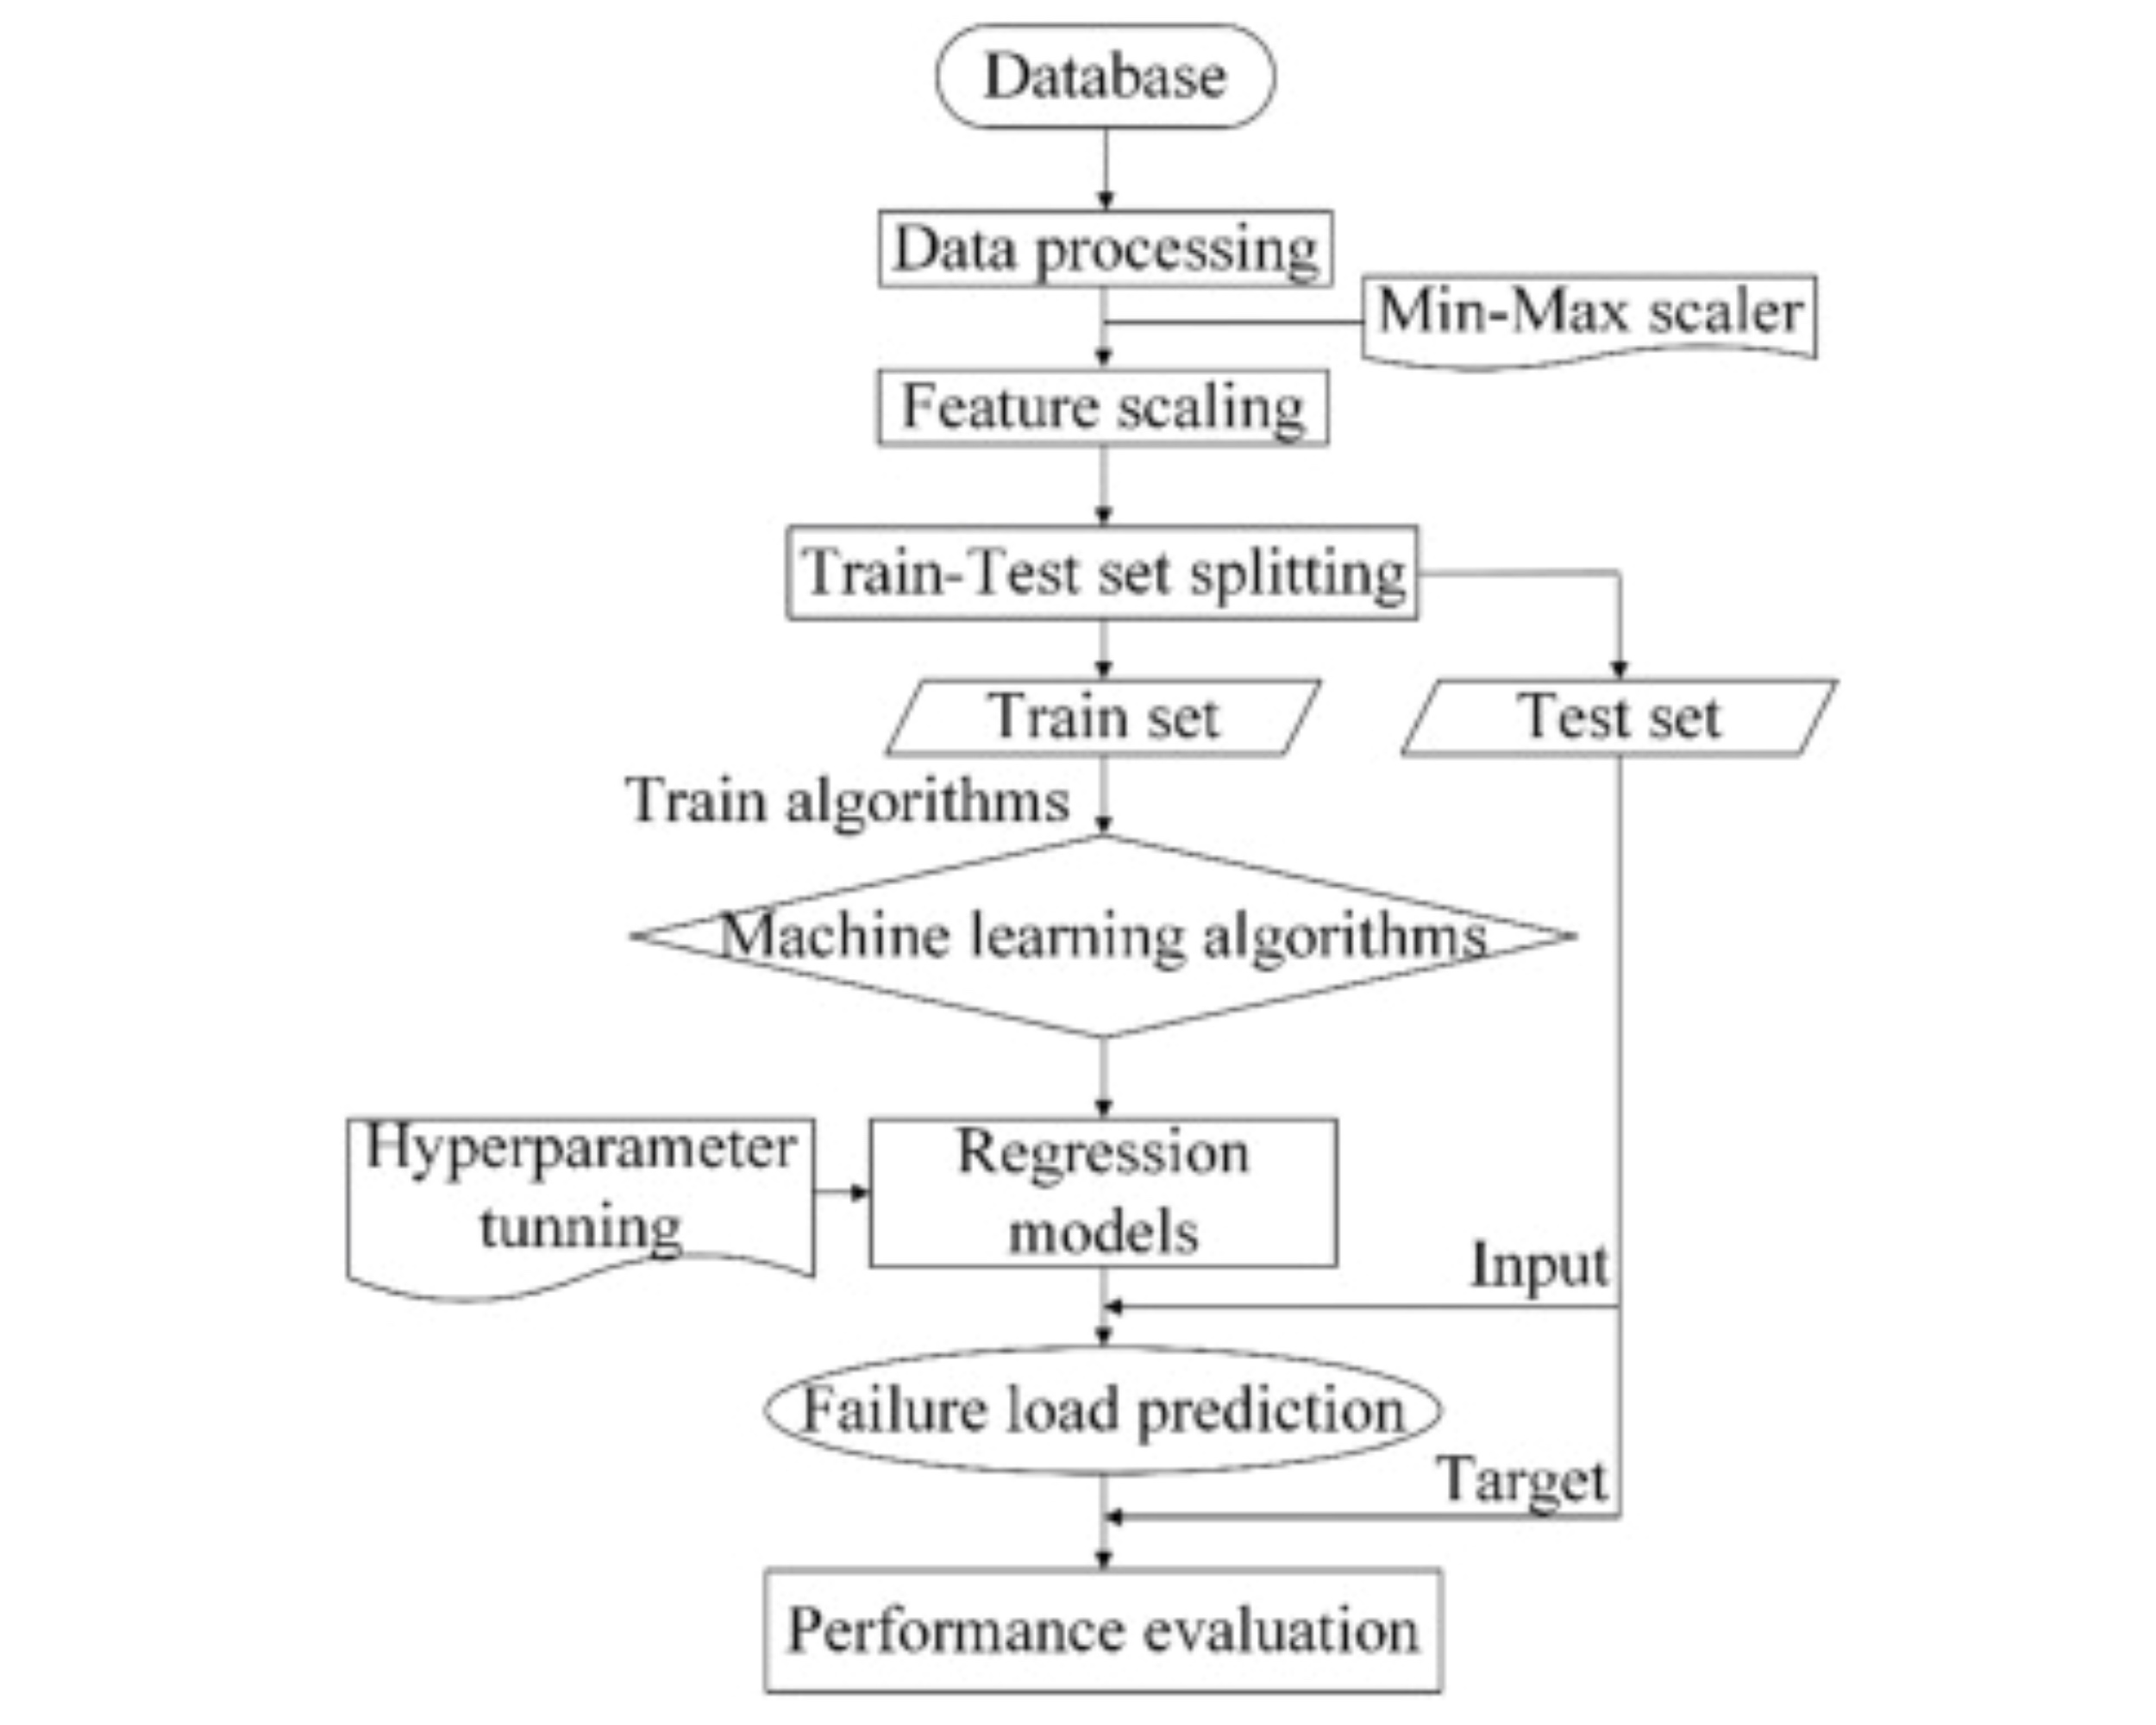 Database
Data processing
Min-Max scaler
Feature scaling
Train-Test set splitting
Train set
Test set
Train algorithms
Machine learning algorithms
Hyperparameter
tunning
Regression
models
Input
Failure load prediction
Target
Performance evaluation